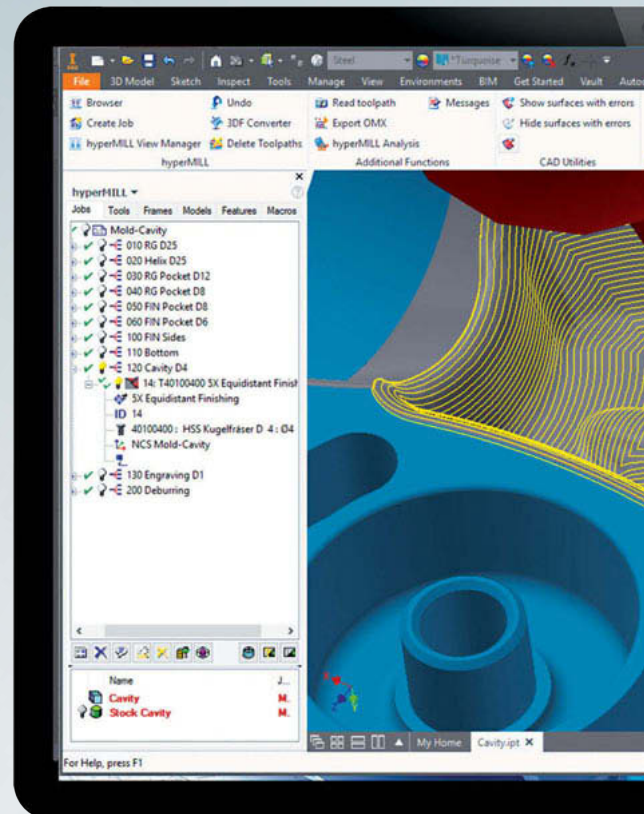 Steel *Turquoise
File 3D Model Sketch Inspect Tools Manage View Environments BIM Get Started Vault Auto
Browser Undo Read toolpath Messages Show surfaces with errors
Create Job 3DF Converter Export OMX Hide surfaces with errors
hyperMILL View Manager Delete Toolpaths hyperMILL Analysis
hyperMILL Additional Functions CAD Utilities
hyperMILL
Jobs Tools Frames Models Features Macros
Mold-Cavity
010 RG D25
020 Helix D25
030 RG Pocket D12
040 RG Pocket D8
050 FIN Pocket D8
060 FIN Pocket D6
100 FIN Sides
110 Bottom
120 Cavity D4
14: T40100400 5X Equidistant Finish
5X Equidistant Finishing
ID 14
40100400 : HSS Kugelfräser D 4 : Ø4
NCS Mold-Cavity
130 Engraving D1
200 Deburring
Name J...
Cavity M.
Stock Cavity M.
My Home Cavity.ipt
For Help, press F1